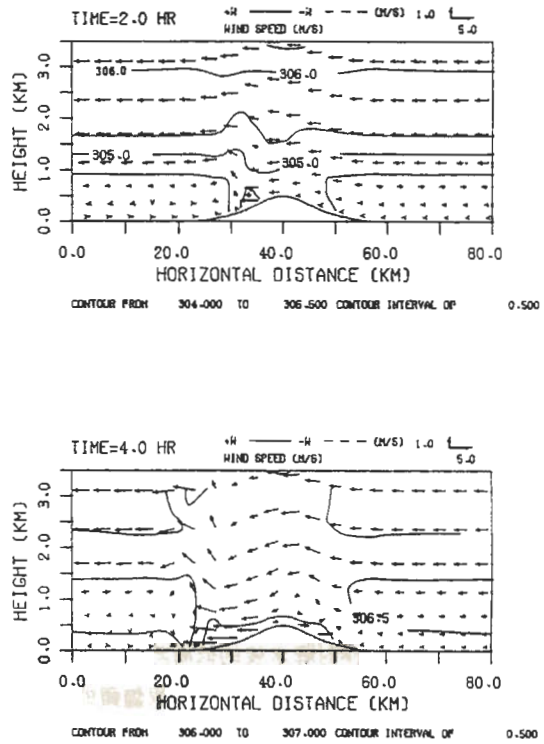 TIME=2.0 HR
+W -W (M/S) 1.0
WIND SPEED (M/S) 5.0
HEIGHT (KM)
3.0
2.0
1.0
0.0
306.0 306.0
305.0 305.0
0.0 20.0 40.0 60.0 80.0
HORIZONTAL DISTANCE (KM)
CONTOUR FROM 304.000 TO 306.500 CONTOUR INTERVAL OF 0.500
TIME=4.0 HR
+W -W (M/S) 1.0
WIND SPEED (M/S) 5.0
HEIGHT (KM)
3.0
2.0
1.0
0.0
306.5
0.0 20.0 40.0 60.0 80.0
HORIZONTAL DISTANCE (KM)
CONTOUR FROM 306.000 TO 307.000 CONTOUR INTERVAL OF 0.500